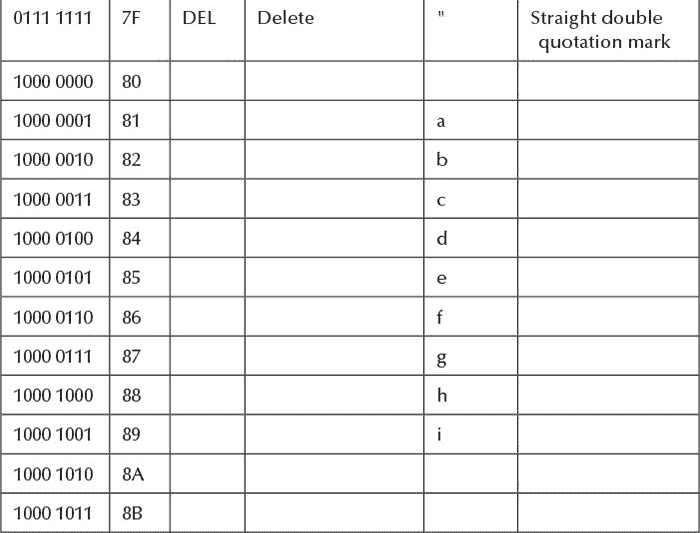 0111 1111 7F DEL Delete " Straight double
quotation mark
1000 0000 80
1000 0001 81 a
1000 0010 82 b
1000 0011 83 c
1000 0100 84 d
1000 0101 85 e
1000 0110 86 f
1000 0111 87 g
1000 1000 88 h
1000 1001 89 i
1000 1010 8A
1000 1011 8B